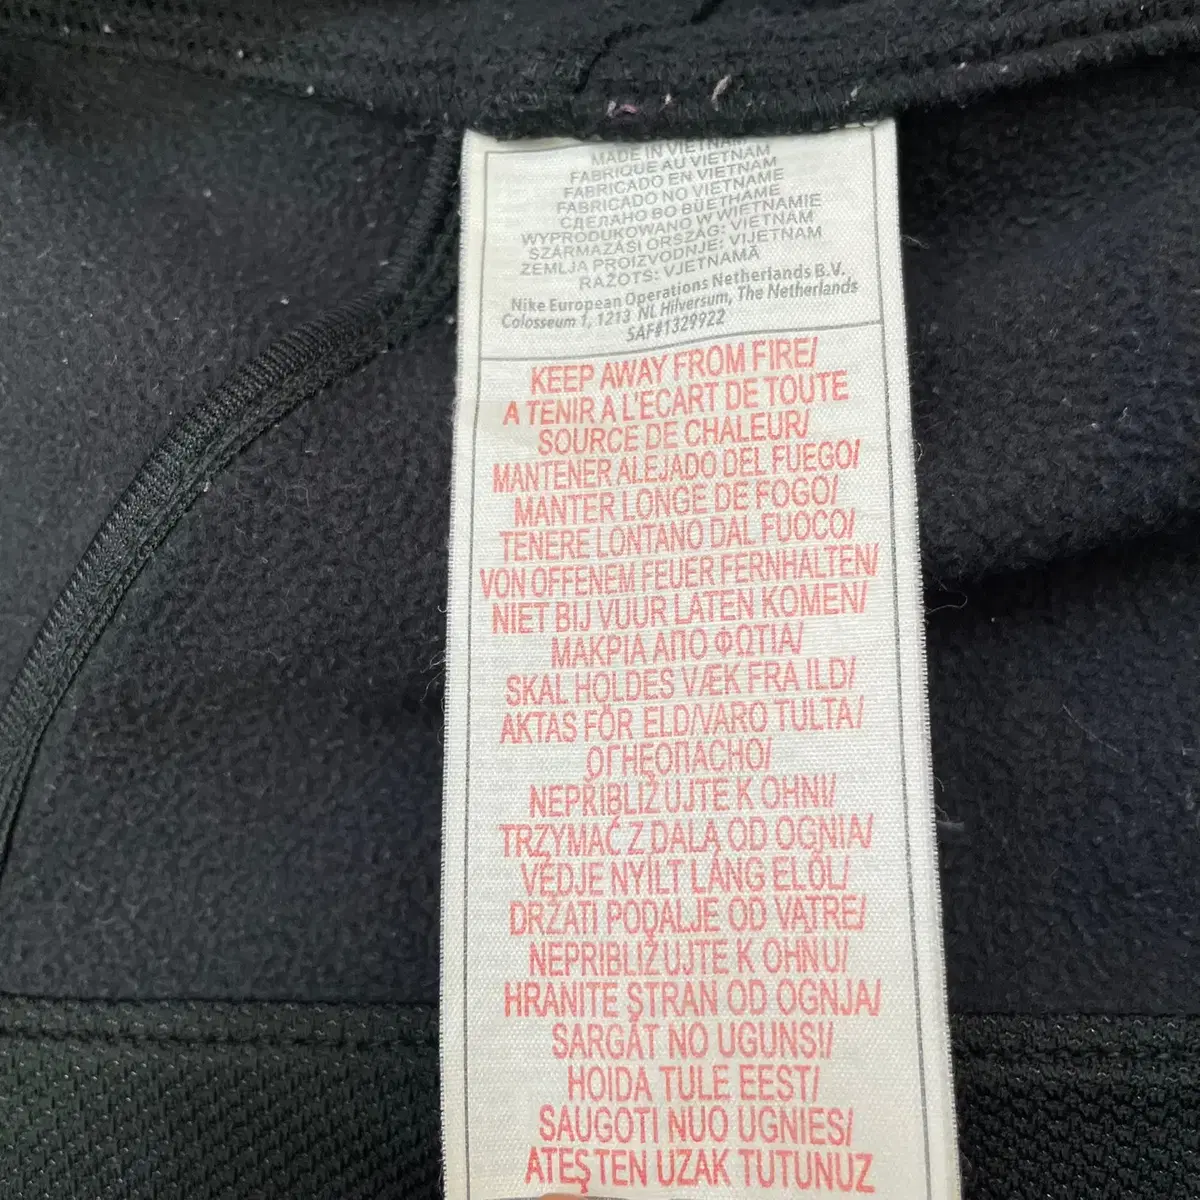 MADE IN VIETNAM
FABRIQUE AU VIETNAM
FABRICADO EN VIETNAME
FABRICADO NO VIETNAME
СДЕЛАНО ВО ВЬЕТНАМЕ
WYPRODUKOWANO W WIETNAMIE
SZÁRMAZÁSI ORSZÁG: VIETNAM
ZEMLJA PROIZVODNJE: VIJETNAM
RAŽOTS: VJETNAMĀ
Nike European Operations Netherlands B.V.
Colosseum 1, 1213 NL Hilversum, The Netherlands
SAF#1329922
KEEP AWAY FROM FIRE/
A TENIR A L'ECART DE TOUTE
SOURCE DE CHALEUR/
MANTENER ALEJADO DEL FUEGO/
MANTER LONGE DE FOGO/
TENERE LONTANO DAL FUOCO/
VON OFFENEM FEUER FERNHALTEN/
NIET BIJ VUUR LATEN KOMEN/
ΜΑΚΡΙΑ ΑΠΟ ΦΩΤΙΑ/
SKAL HOLDES VÆK FRA ILD/
AKTAS FÖR ELD/VARO TULTA/
ОГНЕОПАСНО/
NEPŘIBLIŽUJTE K OHNI/
TRZYMAĆ Z DALA OD OGNIA/
VÉDJE NYÍLT LÁNG ELŐL/
DRŽATI PODALJE OD VATRE/
NEPRIBLIŽUJTE K OHŇU/
HRANITE STRAN OD OGNJA/
SARGĀT NO UGUNS/
HOIDA TULE EEST/
SAUGOTI NUO UGNIES/
ATEŞTEN UZAK TUTUNUZ